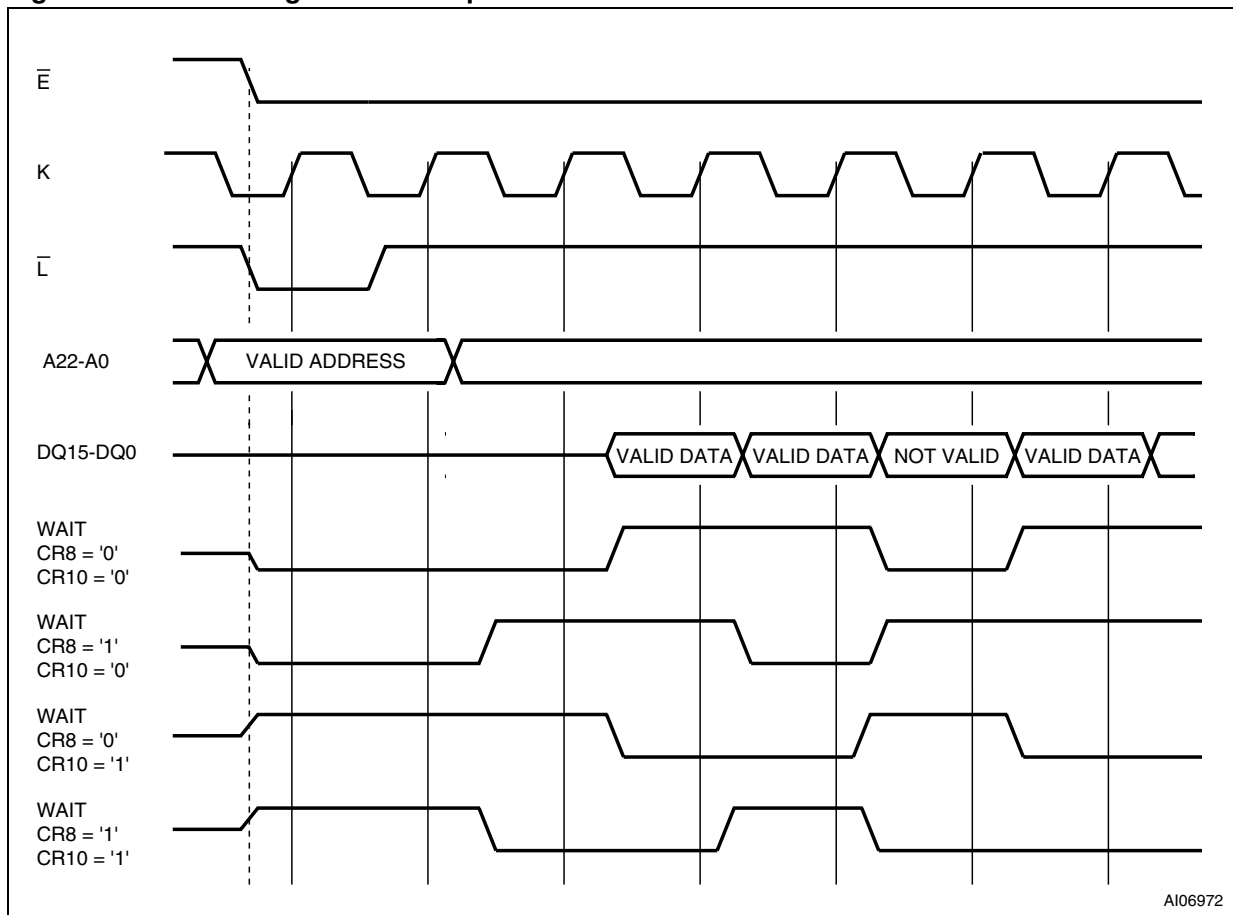 E
K
L
A22-A0
VALID ADDRESS
DQ15-DQ0
VALID DATA
VALID DATA
NOT VALID
VALID DATA
WAIT
CR8 = '0'
CR10 = '0'
WAIT
CR8 = '1'
CR10 = '0'
WAIT
CR8 = '0'
CR10 = '1'
WAIT
CR8 = '1'
CR10 = '1'
AI06972